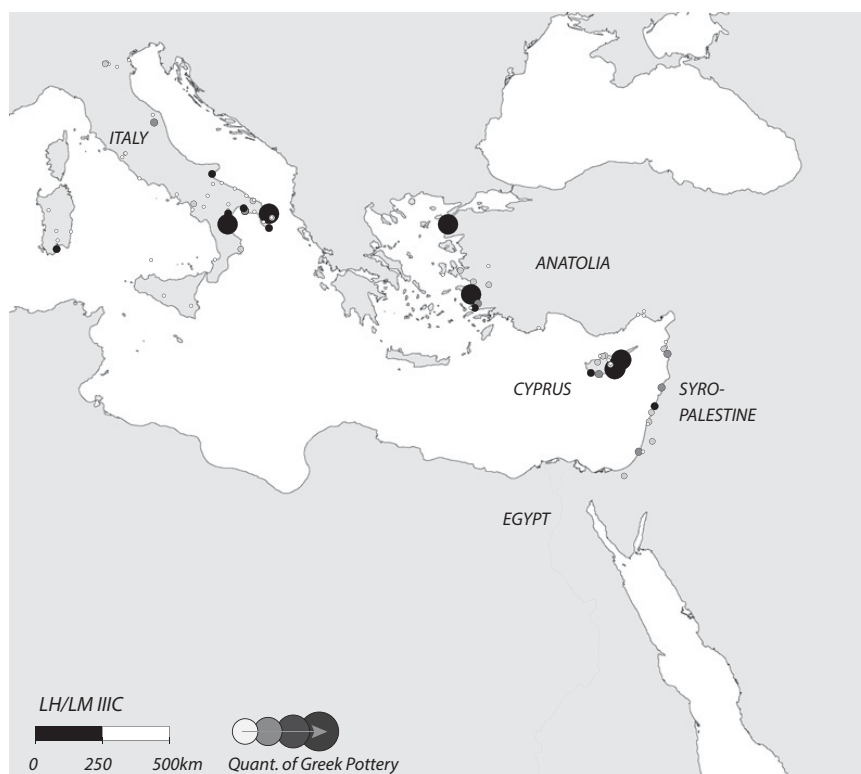 ITALY
ANATOLIA
CYPRUS
SYRO-
PALESTINE
EGYPT
LH/LM IIIC
0 250 500km
Quant. of Greek Pottery